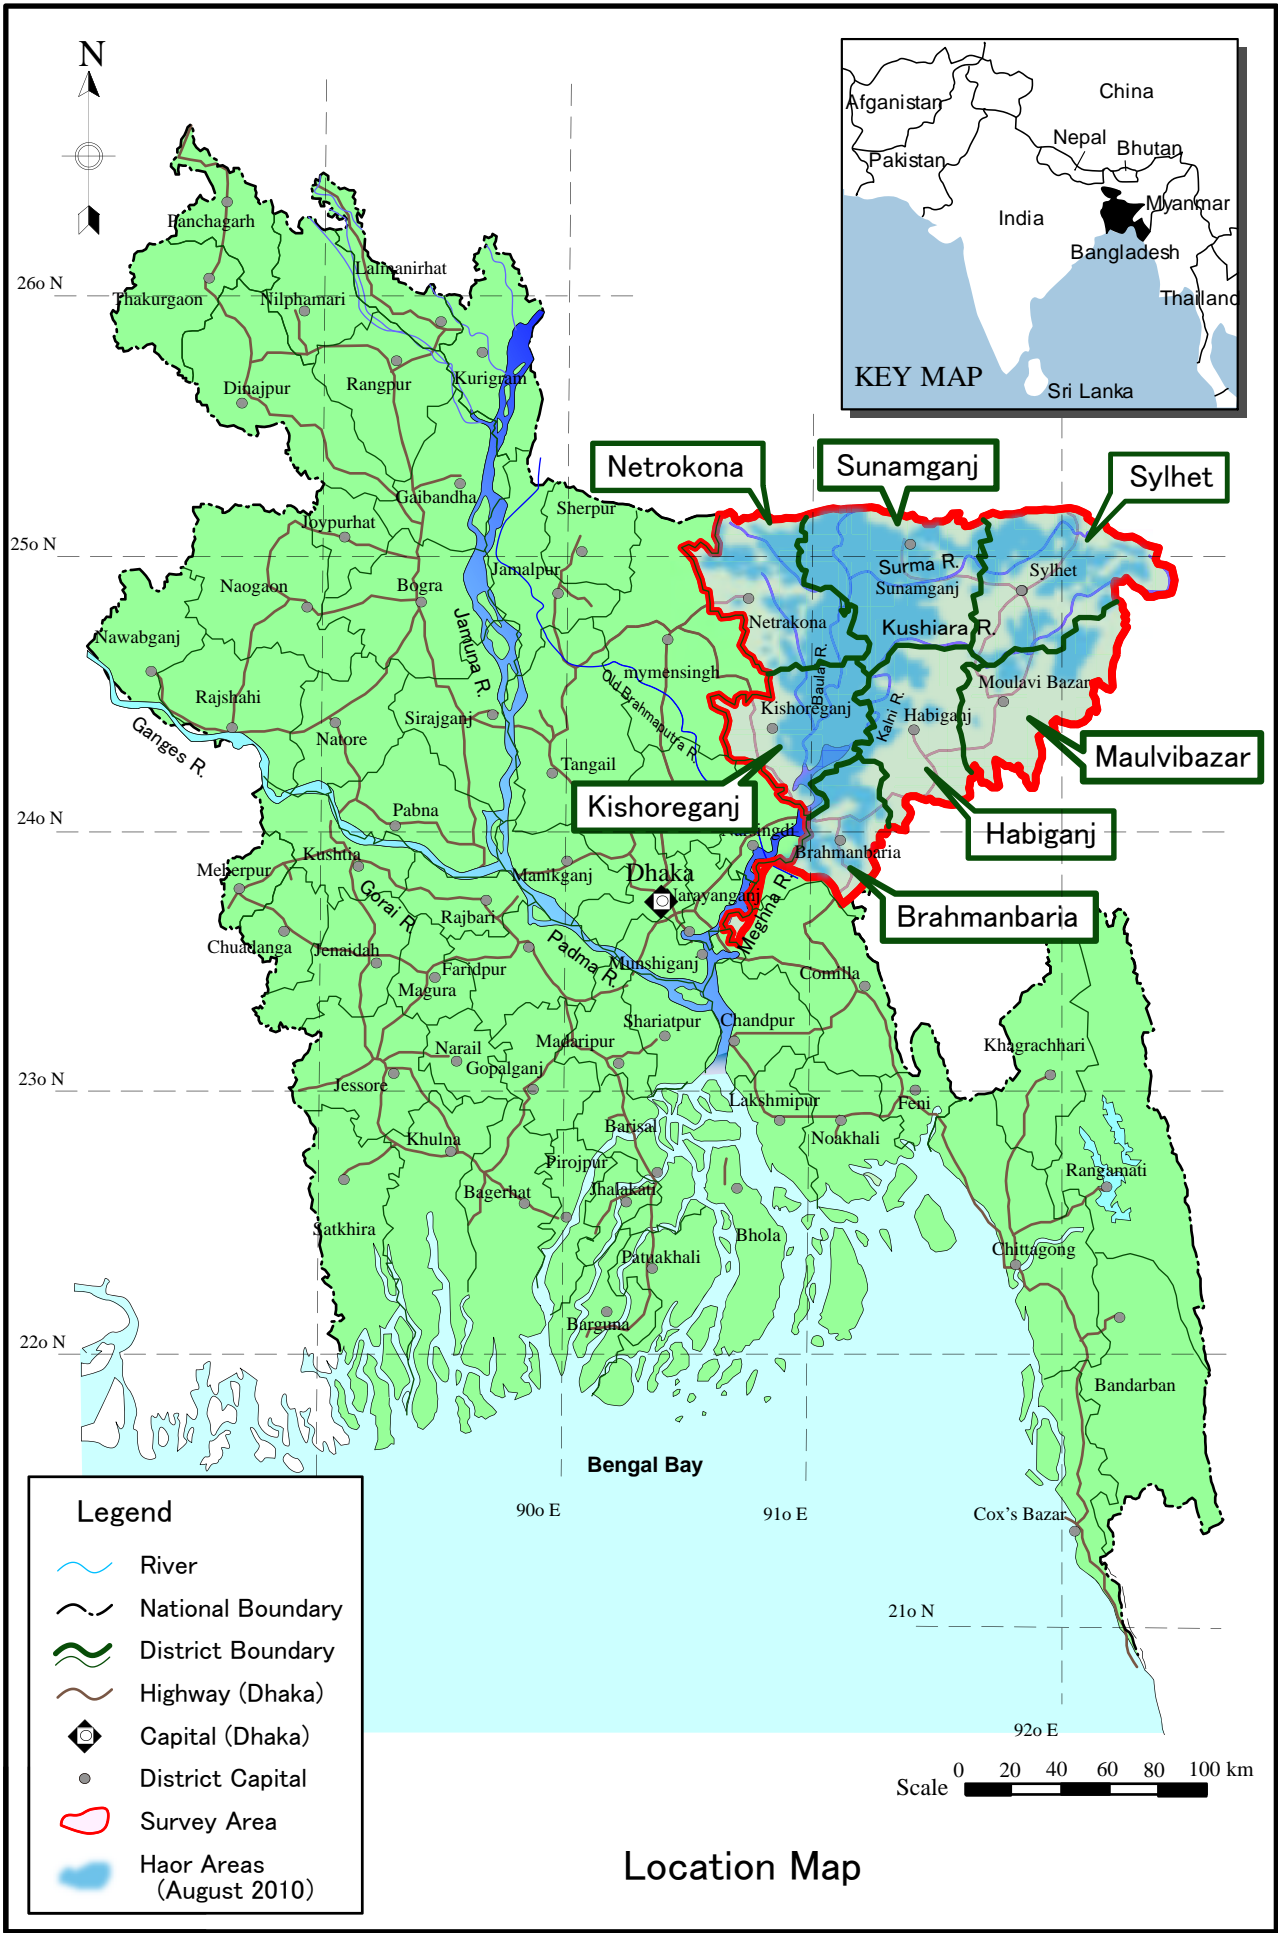 N
Afganistan
China
Nepal
Bhutan
Pakistan
India
Myanmar
Bangladesh
Thailand
KEY MAP
Sri Lanka
Panchagarh
Lalmanirhat
26o N
Thakurgaon
Nilphamari
Dinajpur
Rangpur
Kurigram
Netrokona
Sunamganj
Sylhet
Gaibandha
Sherpur
Joypurhat
25o N
Surma R.
Sylhet
Jamalpur
Naogaon
Bogra
Sunamganj
Netrakona
Kushiara R.
Nawabganj
Jamuna R.
mymensingh
Baulai R.
Moulavi Bazar
Rajshahi
Old Brahmaputra R.
Kishoreganj
Kalni R.
Habiganj
Sirajganj
Ganges R.
Natore
Maulvibazar
Tangail
Kishoreganj
Pabna
24o N
Narsingdi
Habiganj
Kushtia
Brahmanbaria
Meherpur
Manikganj
Dhaka
Narayanganj
Gorai R.
Rajbari
Meghna R.
Brahmanbaria
Chuadanga
Jenaidah
Padma R.
Faridpur
Munshiganj
Comilla
Magura
Shariatpur
Chandpur
Madaripur
Khagrachhari
Narail
Gopalganj
23o N
Jessore
Lakshmipur
Feni
Barisal
Khulna
Noakhali
Pirojpur
Rangamati
Bagerhat
Jhalakati
Satkhira
Bhola
Chittagong
Patuakhali
Barguna
22o N
Bandarban
Bengal Bay
90o E
91o E
Cox's Bazar
21o N
92o E
Legend
River
National Boundary
District Boundary
Highway (Dhaka)
Capital (Dhaka)
District Capital
Survey Area
Haor Areas
(August 2010)
Scale
0 20 40 60 80 100 km
Location Map